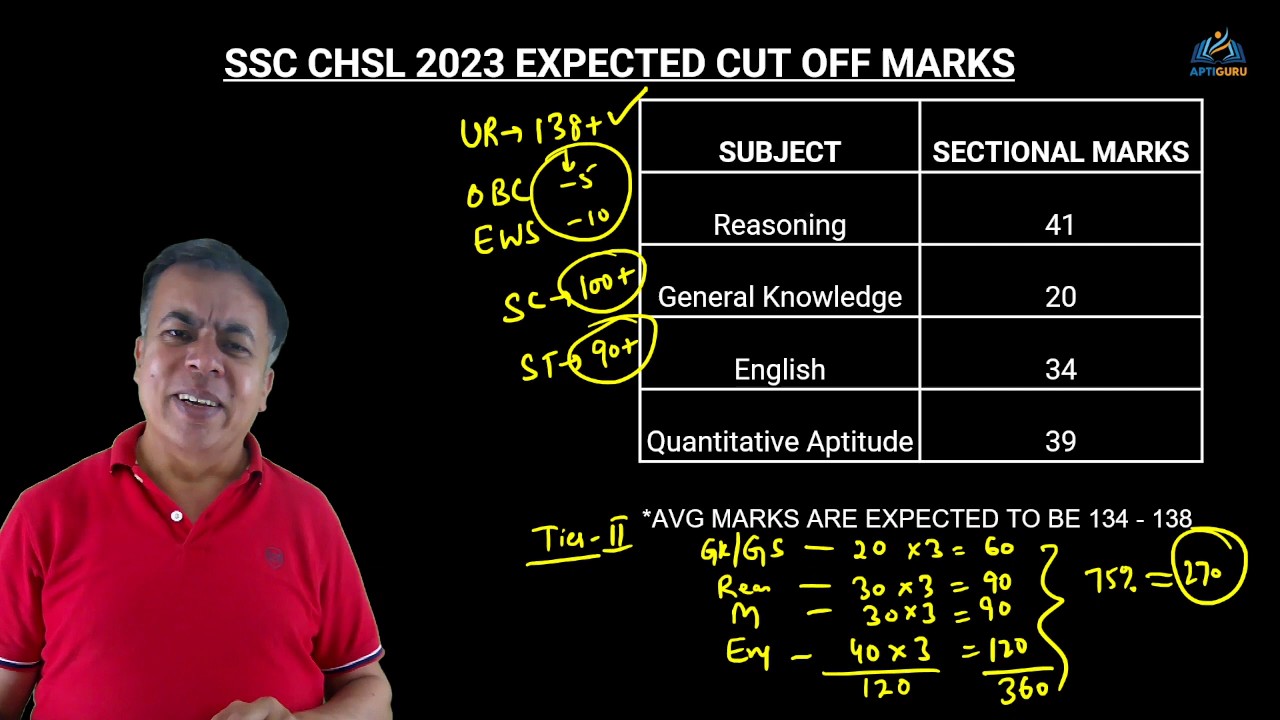 SSC CHSL 2023 EXPECTED CUT OFF MARKS
APTIGURU
UR→ 138+ ✓
OBC -5
EWS -10
SC→ 100+
ST→ 90+
SUBJECT SECTIONAL MARKS
Reasoning 41
General Knowledge 20
English 34
Quantitative Aptitude 39
*AVG MARKS ARE EXPECTED TO BE 134 - 138
Tier-II
GK/GS — 20 ×3 = 60
Reas — 30 ×3 = 90
M — 30×3 = 90
Eng — 40 ×3 = 120
120 360
75% = 270